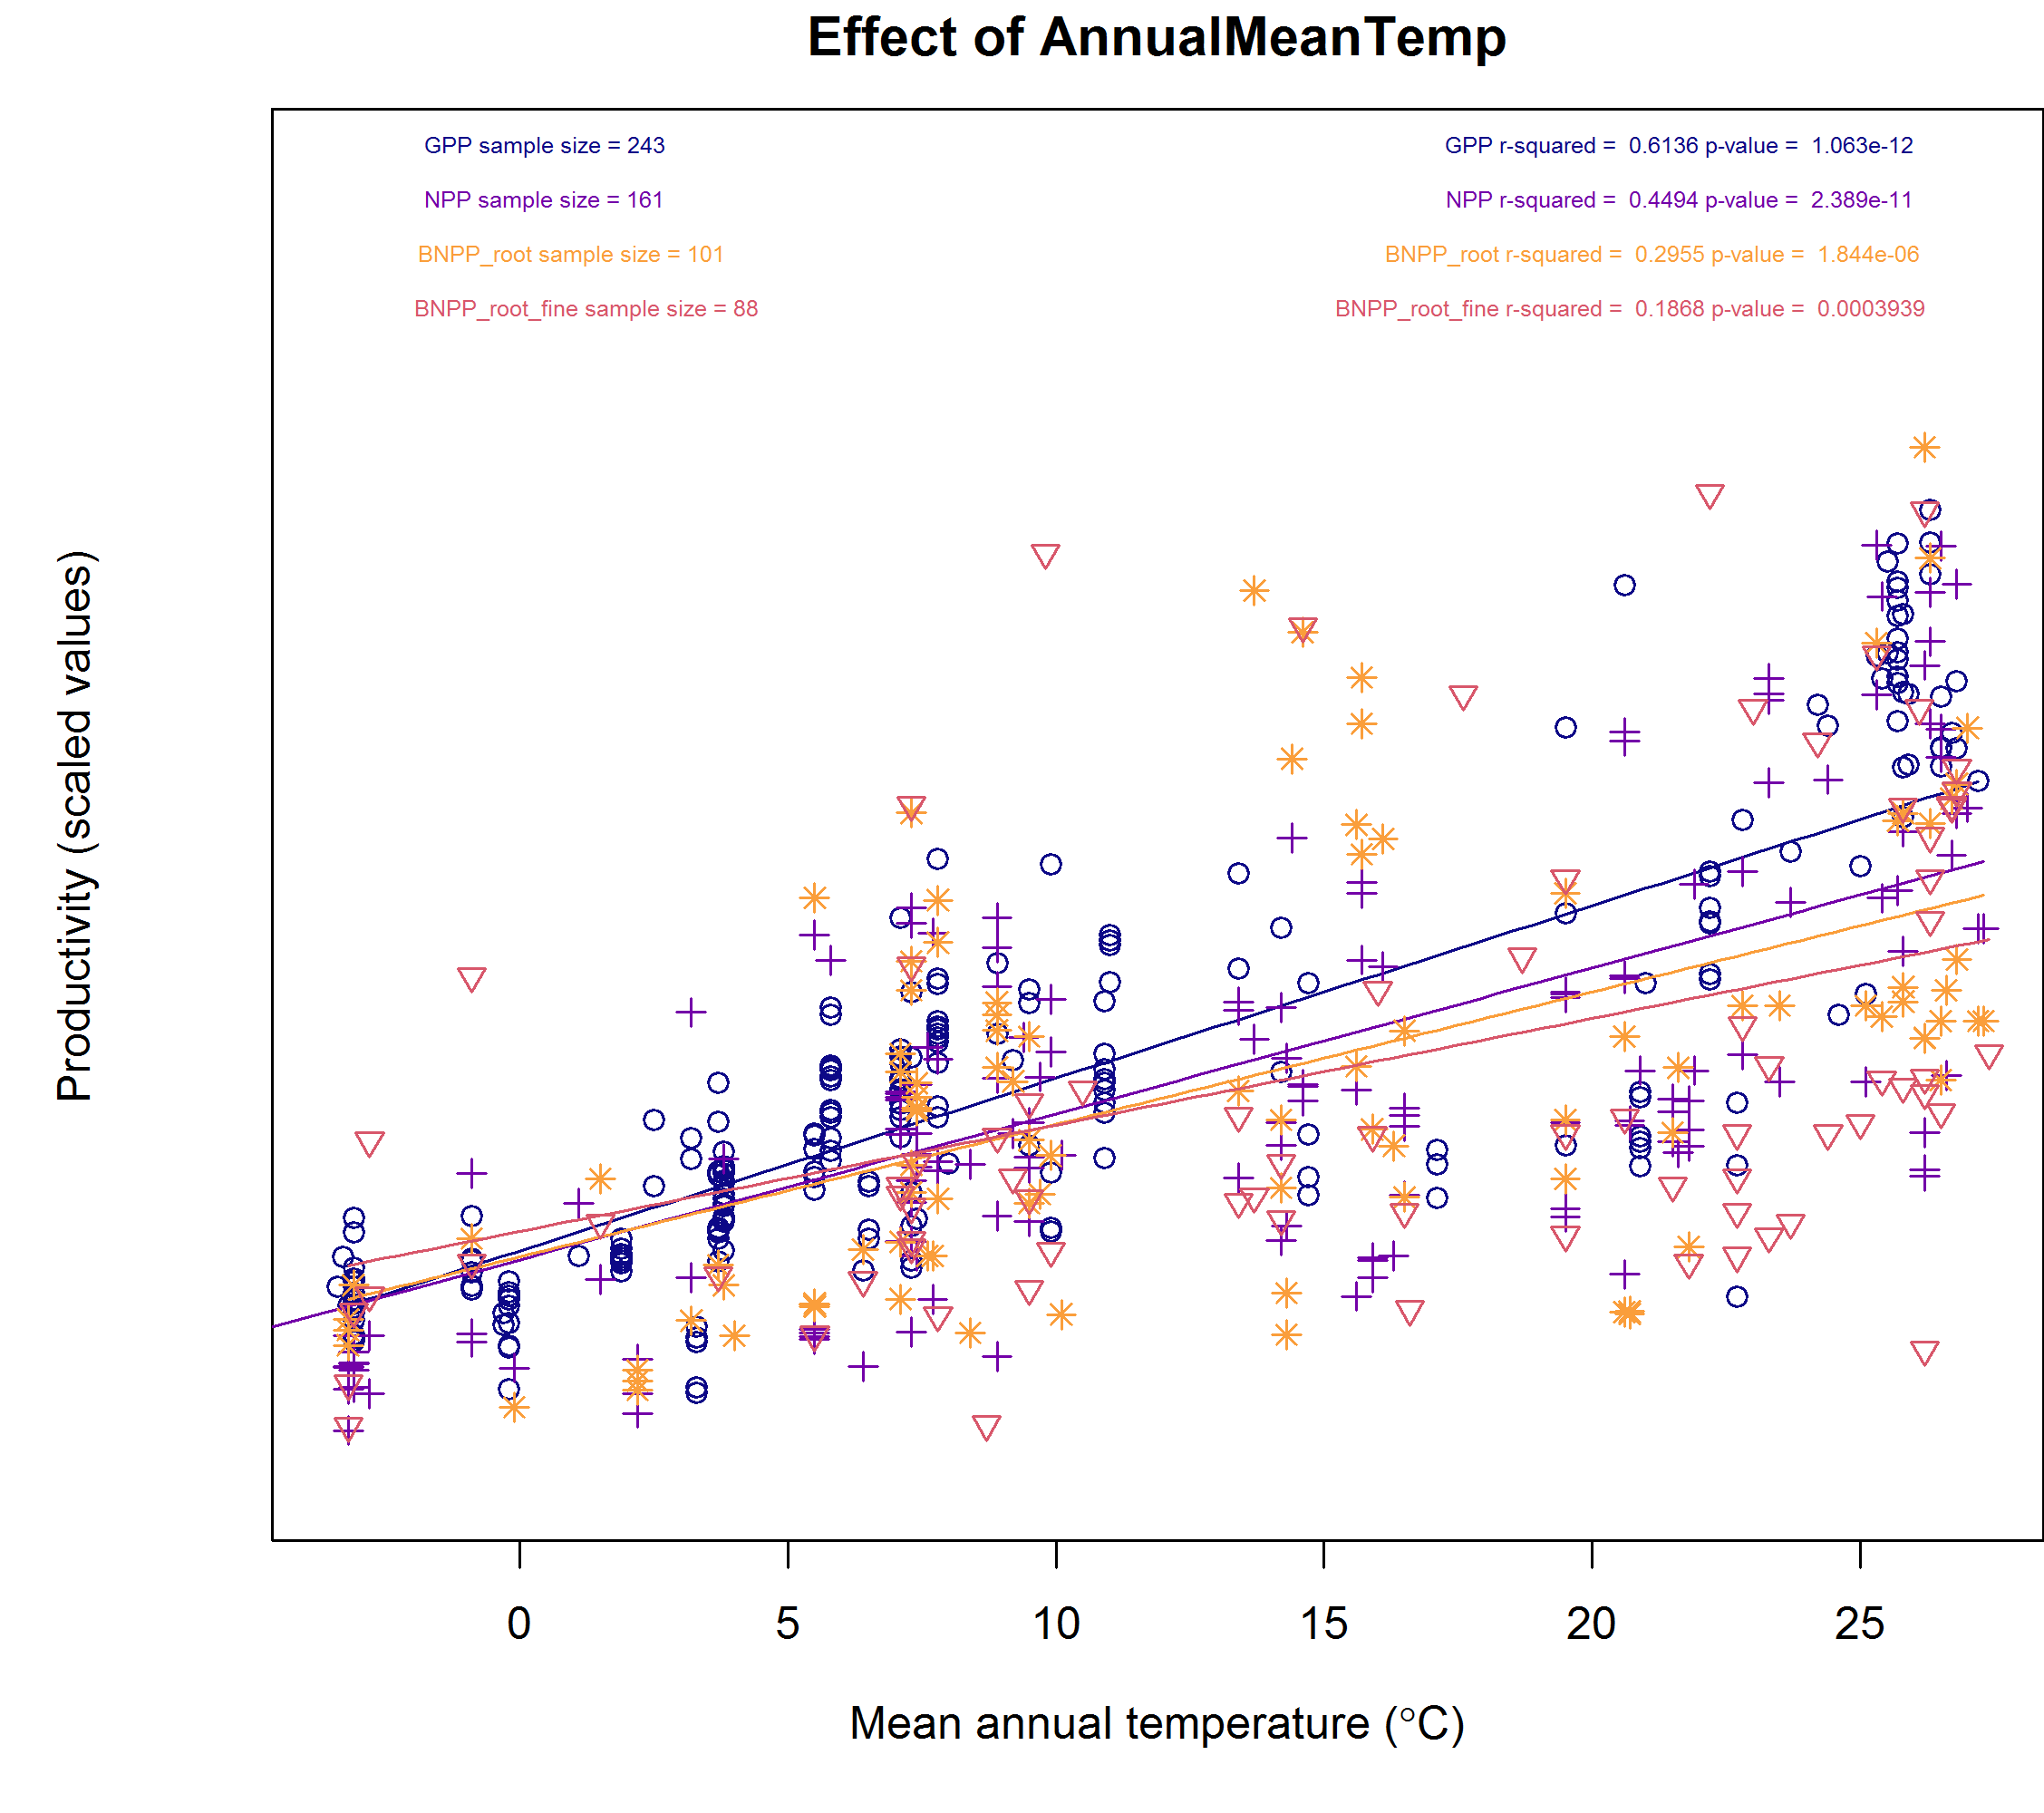 Effect of AnnualMeanTemp
GPP sample size = 243
GPP r-squared = 0.6136 p-value = 1.063e-12
NPP sample size = 161
NPP r-squared = 0.4494 p-value = 2.389e-11
BNPP_root sample size = 101
BNPP_root r-squared = 0.2955 p-value = 1.844e-06
BNPP_root_fine sample size = 88
BNPP_root_fine r-squared = 0.1868 p-value = 0.0003939
Productivity (scaled values)
0 5 10 15 20 25
Mean annual temperature (°C)